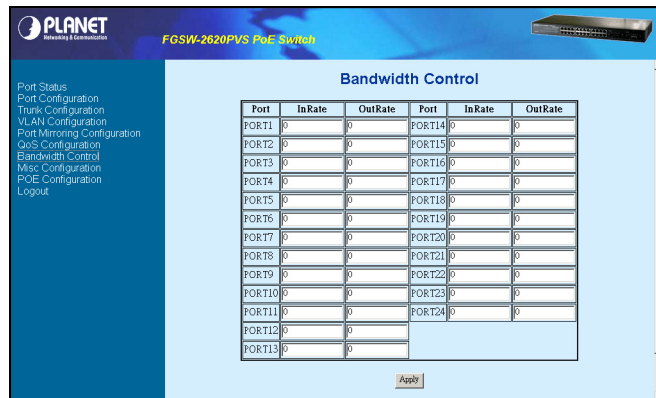 PLANET
Networking & Communication
FGSW-2620PVS PoE Switch
Port Status
Port Configuration
Trunk Configuration
VLAN Configuration
Port Mirroring Configuration
QoS Configuration
Bandwidth Control
Misc Configuration
POE Configuration
Logout
Bandwidth Control
Port InRate OutRate Port InRate OutRate
PORT1 0 0 PORT14 0 0
PORT2 0 0 PORT15 0 0
PORT3 0 0 PORT16 0 0
PORT4 0 0 PORT17 0 0
PORT5 0 0 PORT18 0 0
PORT6 0 0 PORT19 0 0
PORT7 0 0 PORT20 0 0
PORT8 0 0 PORT21 0 0
PORT9 0 0 PORT22 0 0
PORT10 0 0 PORT23 0 0
PORT11 0 0 PORT24 0 0
PORT12 0 0
PORT13 0 0
Apply